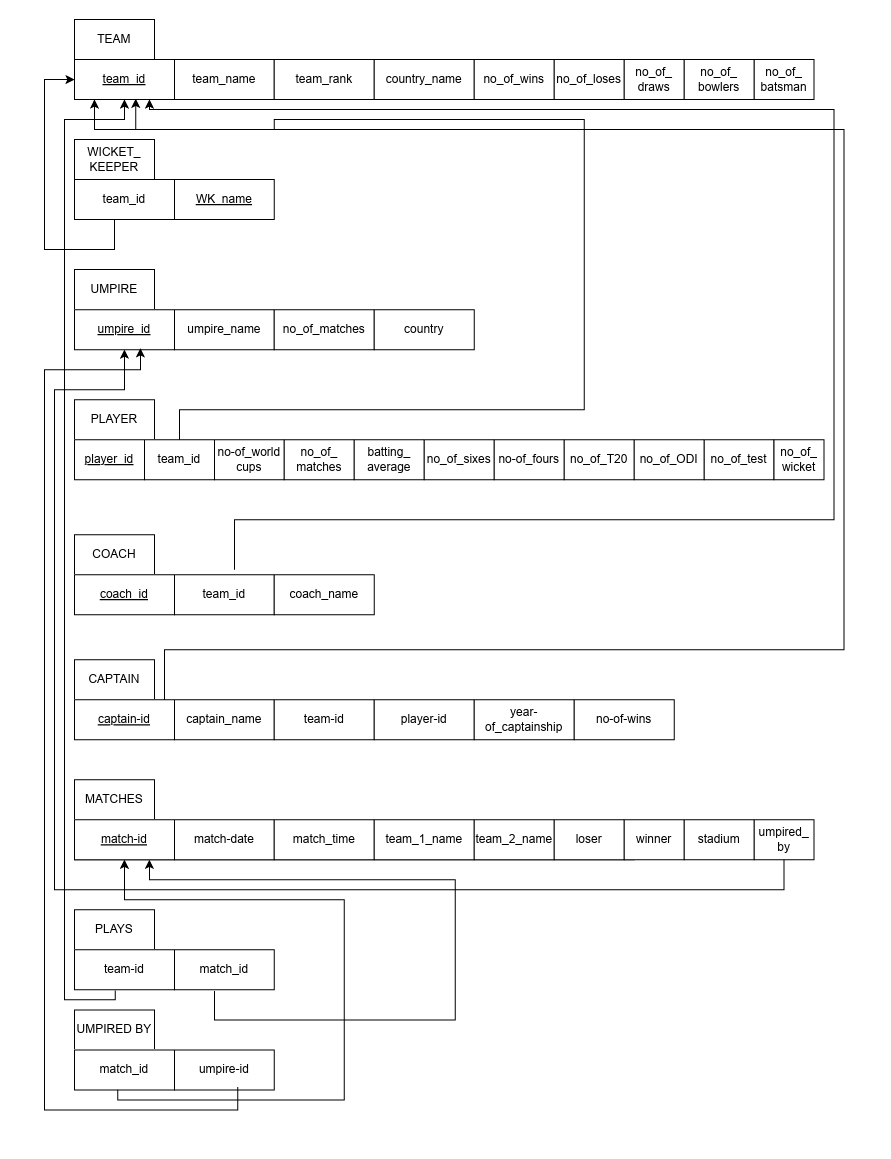 TEAM
team_id team_name team_rank country_name no_of_wins no_of_loses no_of_ draws no_of_ bowlers no_of_ batsman
WICKET_
KEEPER
team_id WK_name
UMPIRE
umpire_id umpire_name no_of_matches country
PLAYER
player_id team_id no-of_world cups no_of_ matches batting_ average no_of_sixes no-of_fours no_of_T20 no_of_ODI no_of_test no_of_ wicket
COACH
coach_id team_id coach_name
CAPTAIN
captain-id captain_name team-id player-id year- of_captainship no-of-wins
MATCHES
match-id match-date match_time team_1_name team_2_name loser winner stadium umpired_ by
PLAYS
team-id match_id
UMPIRED BY
match_id umpire-id